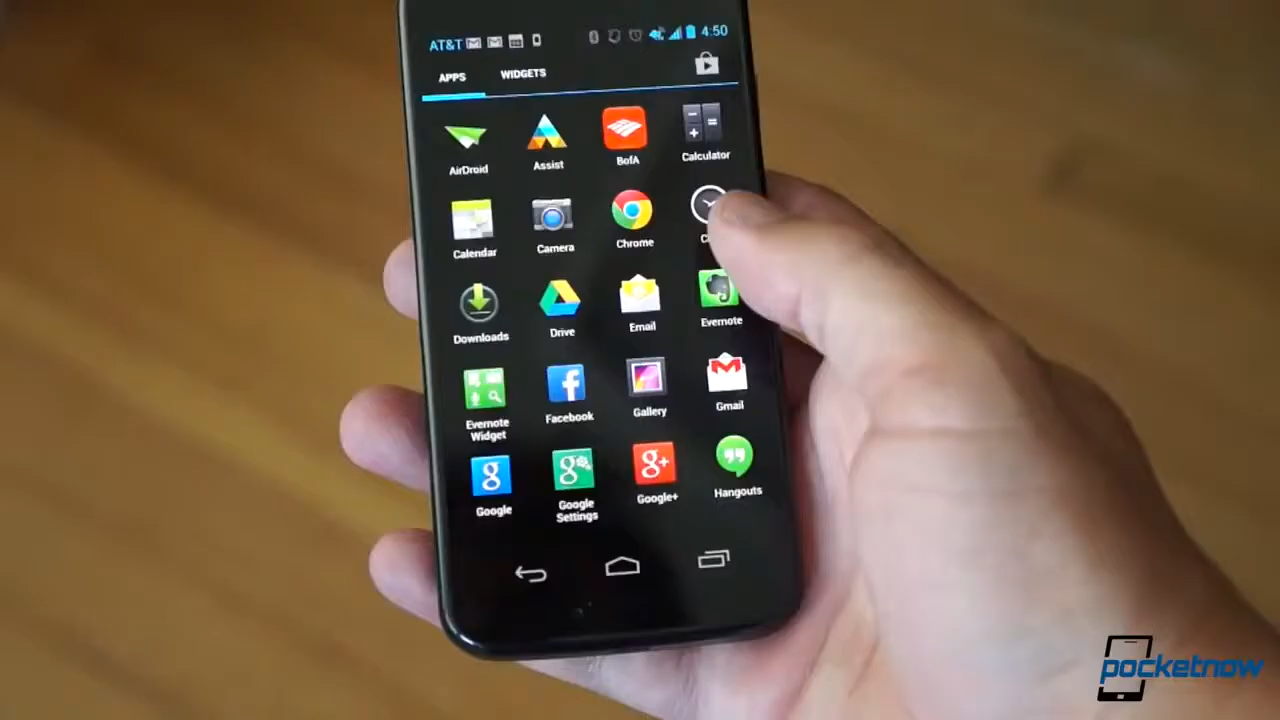 AT&T 4:50
APPS WIDGETS
AirDroid Assist BofA Calculator
Calendar Camera Chrome
Downloads Drive Email Evernote
Evernote Facebook Gallery Gmail
Widget
Google Google Google+ Hangouts
Settings
pocketnow